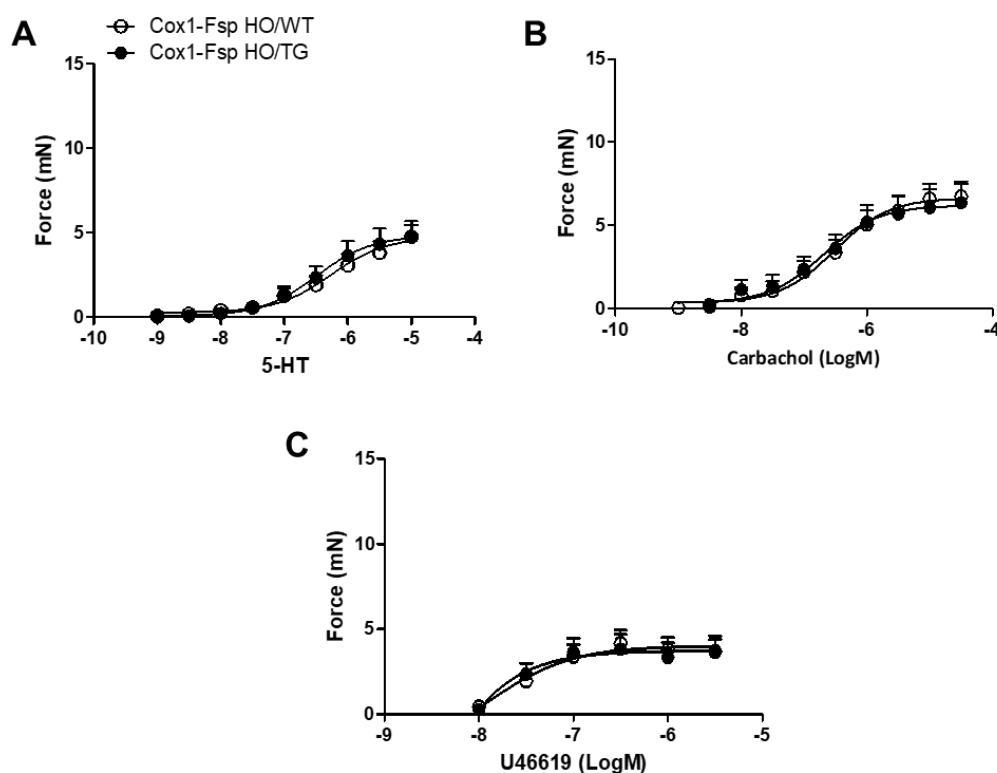 A
Cox1-Fsp HO/WT
Cox1-Fsp HO/TG
Force (mN)
15
10
5
0
-10 -9 -8 -7 -6 -5 -4
5-HT
B
Force (mN)
15
10
5
0
-10 -8 -6 -4
Carbachol (LogM)
C
Force (mN)
15
10
5
0
-9 -8 -7 -6 -5
U46619 (LogM)